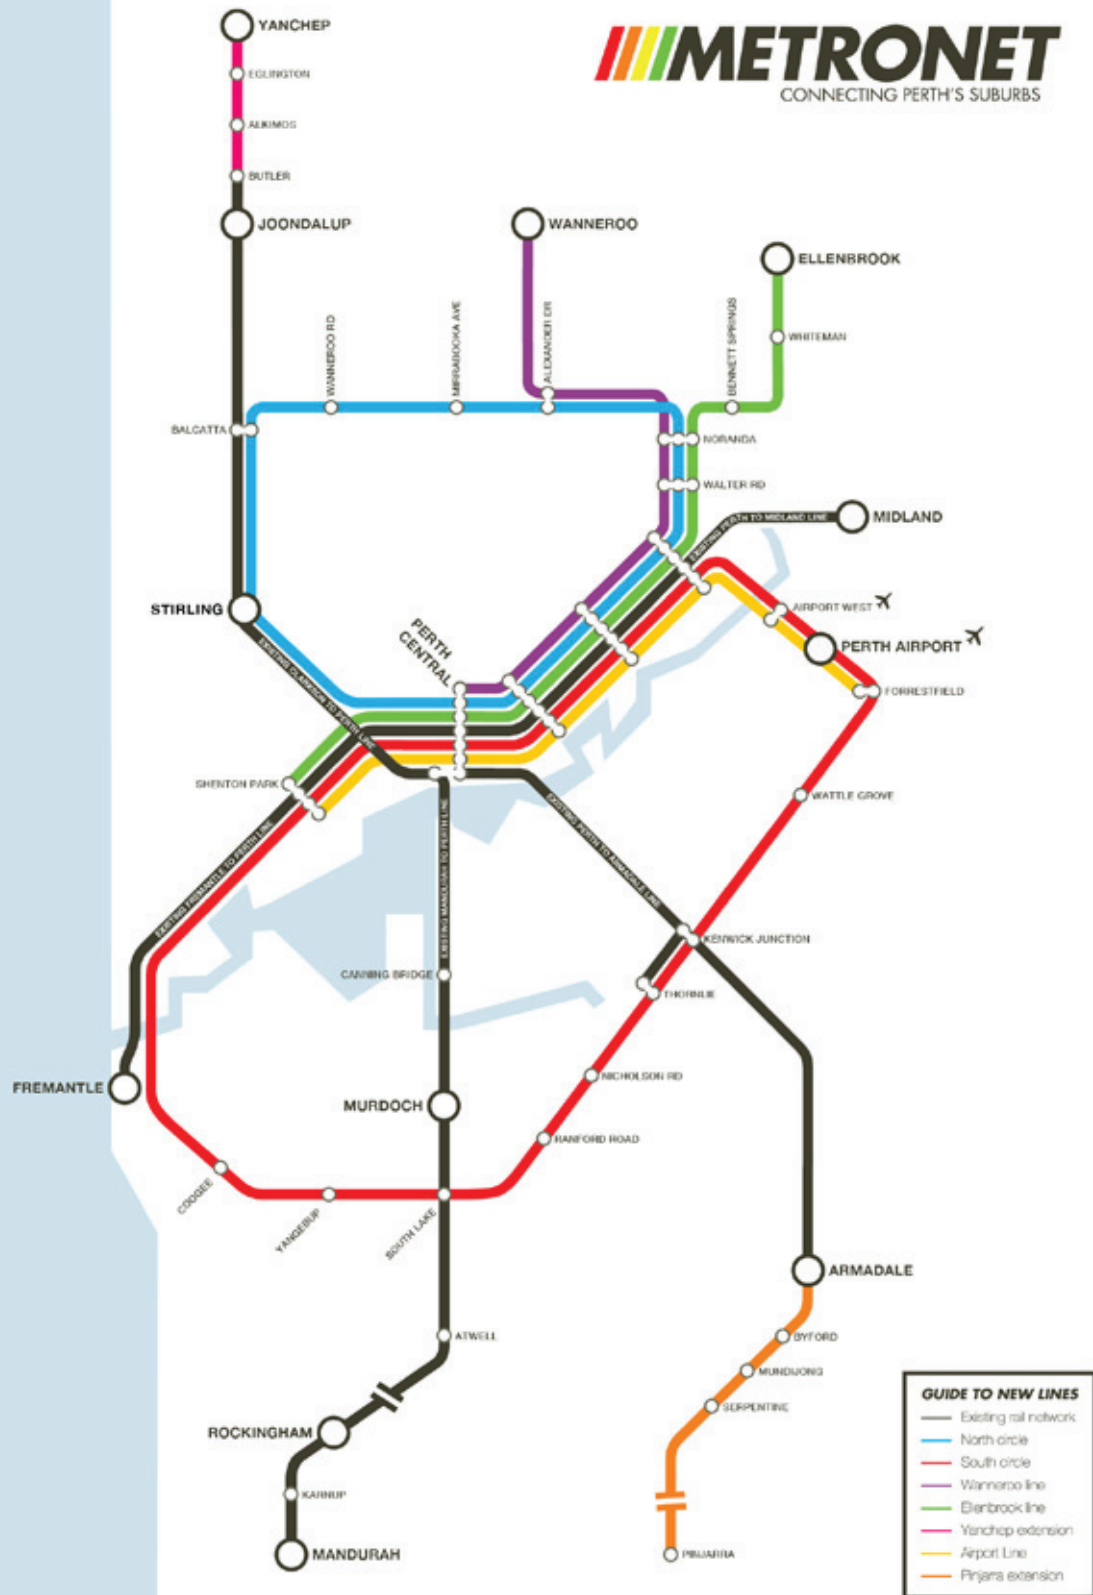 YANCHEP
METRONET
CONNECTING PERTH'S SUBURBS
EGLINGTON
ALKIMOS
BUTLER
JOONDALUP
WANNEROO
ELLENBROOK
WANNEROO RD
MIRRABOOKA AVE
ALEXANDER DR
BENNETT SPRINGS
WHITEMAN
BALCATTA
NORANDA
WALTER RD
EXISTING PERTH TO MIDLAND LINE
MIDLAND
STIRLING
AIRPORT WEST
PERTH
CENTRAL
PERTH AIRPORT
EXISTING CLARKSON TO PERTH LINE
FORRESTFIELD
SHENTON PARK
WATTLE GROVE
EXISTING FREMANTLE TO PERTH LINE
EXISTING MANDURAH TO PERTH LINE
EXISTING PERTH TO ARMADALE LINE
KENWICK JUNCTION
CANNING BRIDGE
THORNLIE
FREMANTLE
NICHOLSON RD
MURDOCH
RANFORD ROAD
COOGEE
YANGEBUP
SOUTH LAKE
ARMADALE
ATWELL
BYFORD
MUNDIJONG
SERPENTINE
ROCKINGHAM
KARNUP
MANDURAH
PINJARRA
GUIDE TO NEW LINES
Existing rail network
North circle
South circle
Wanneroo line
Ellenbrook line
Yanchep extension
Airport Line
Pinjarra extension